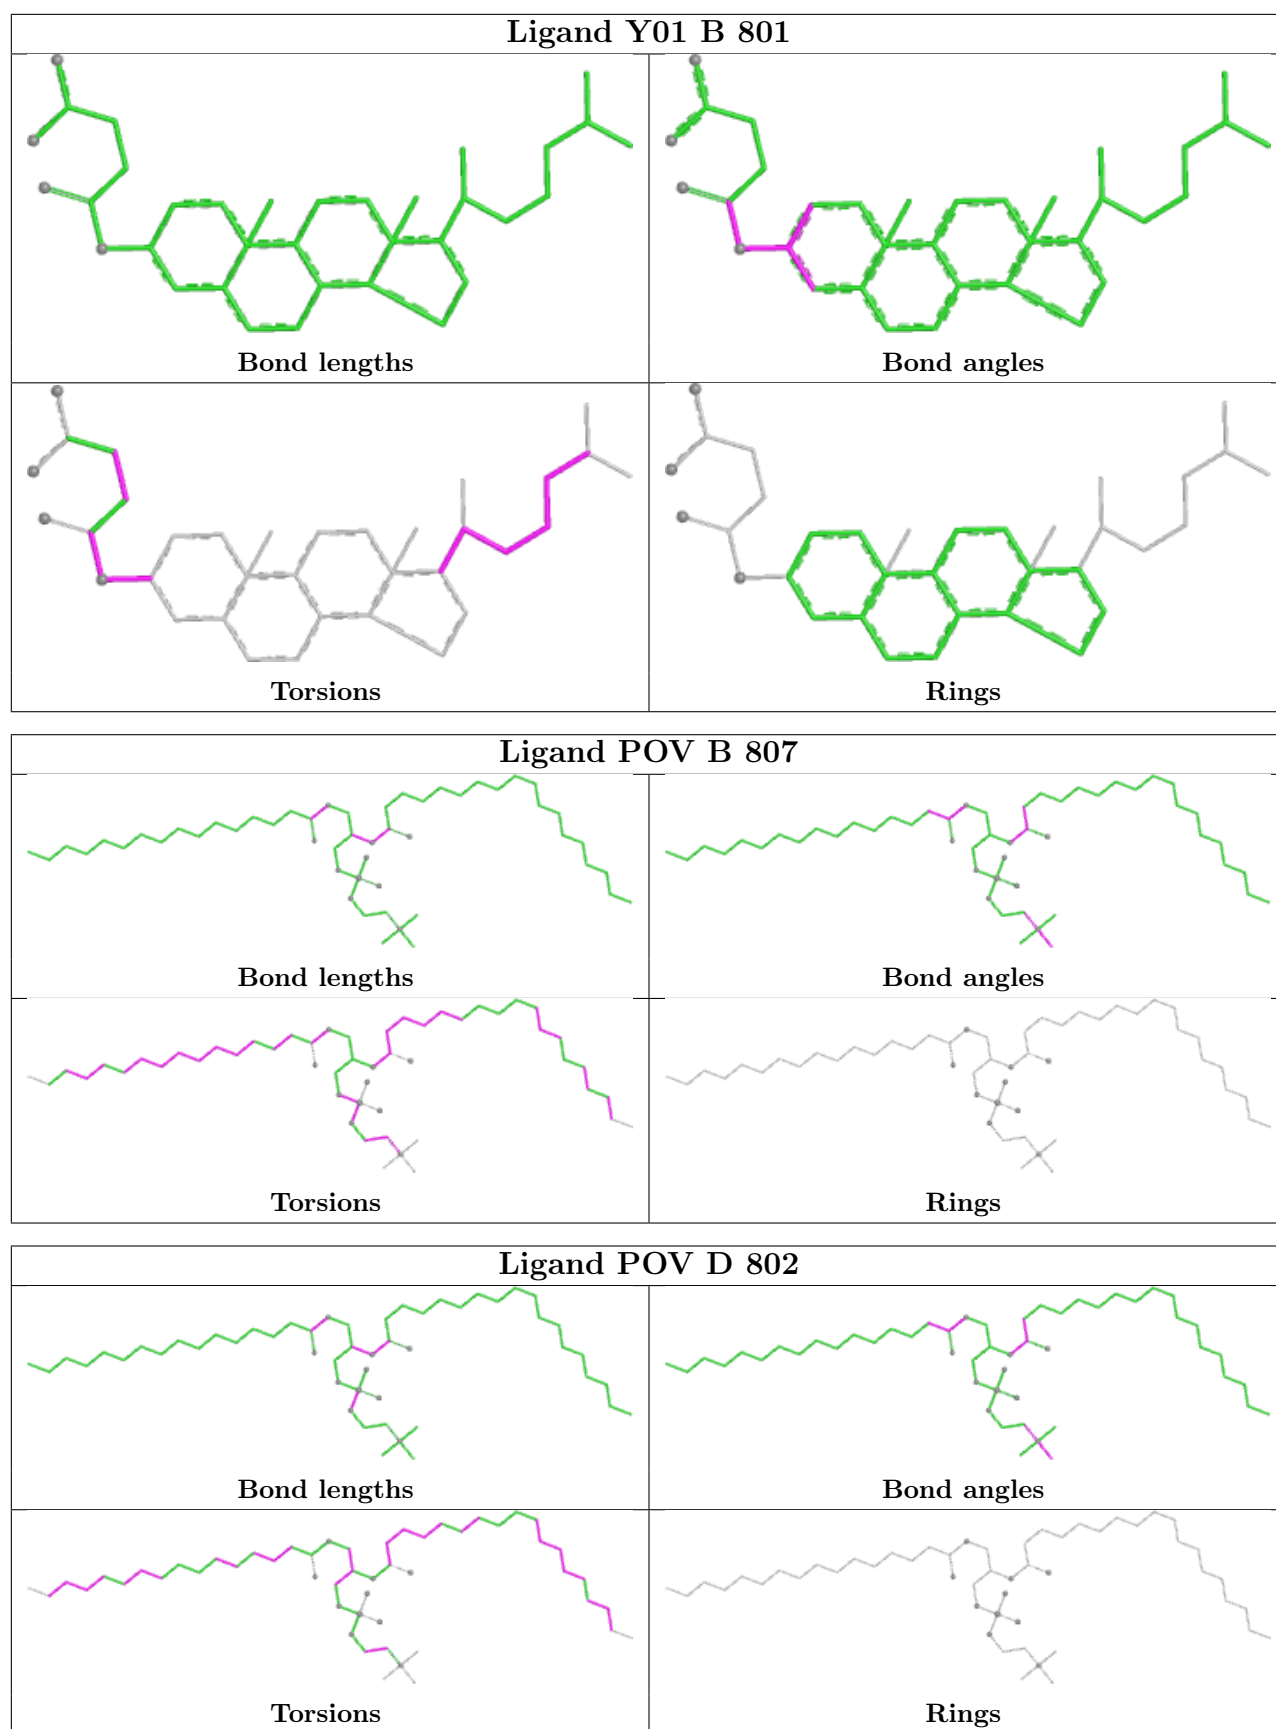 Ligand Y01 B 801
Bond lengths
Bond angles
Torsions
Rings
Ligand POV B 807
Bond lengths
Bond angles
Torsions
Rings
Ligand POV D 802
Bond lengths
Bond angles
Torsions
Rings